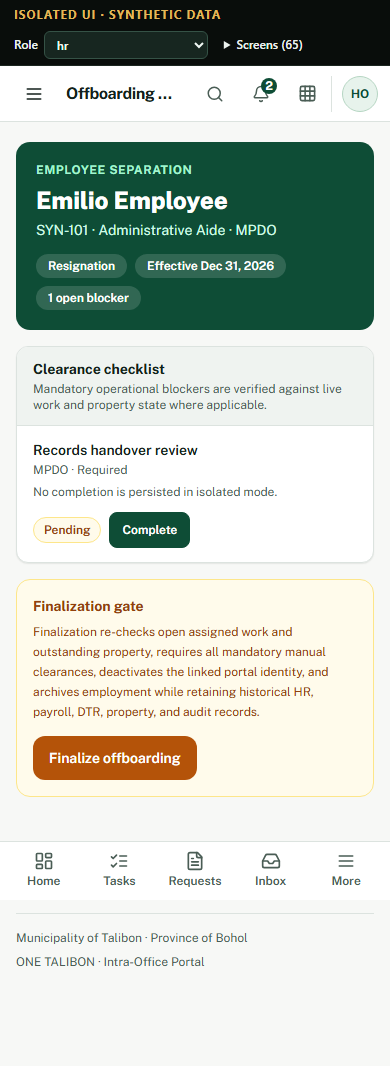 ISOLATED UI · SYNTHETIC DATA
Role hr ▶ Screens (65)
Offboarding ... 2 HO
EMPLOYEE SEPARATION
Emilio Employee
SYN-101 · Administrative Aide · MPDO
Resignation Effective Dec 31, 2026
1 open blocker
Clearance checklist
Mandatory operational blockers are verified against live
work and property state where applicable.
Records handover review
MPDO · Required
No completion is persisted in isolated mode.
Pending Complete
Finalization gate
Finalization re-checks open assigned work and
outstanding property, requires all mandatory manual
clearances, deactivates the linked portal identity, and
archives employment while retaining historical HR,
payroll, DTR, property, and audit records.
Finalize offboarding
Home Tasks Requests Inbox More
Municipality of Talibon · Province of Bohol
ONE TALIBON · Intra-Office Portal